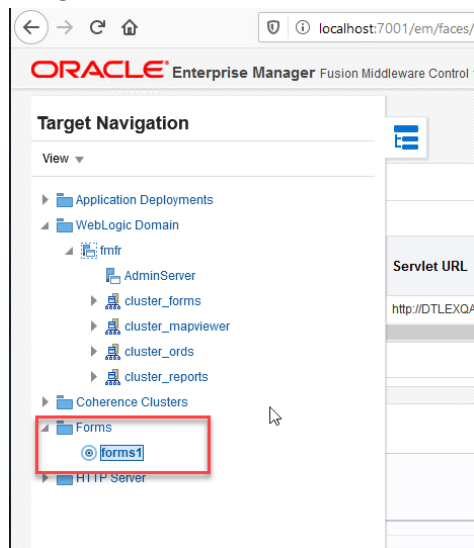 localhost:7001/em/faces/
ORACLE Enterprise Manager Fusion Middleware Control
Target Navigation
View
Application Deployments
WebLogic Domain
fmfr
AdminServer
cluster_forms
cluster_mapviewer
cluster_ords
cluster_reports
Coherence Clusters
Forms
forms1
HTTP Server
Servlet URL
http://DTLEXQA